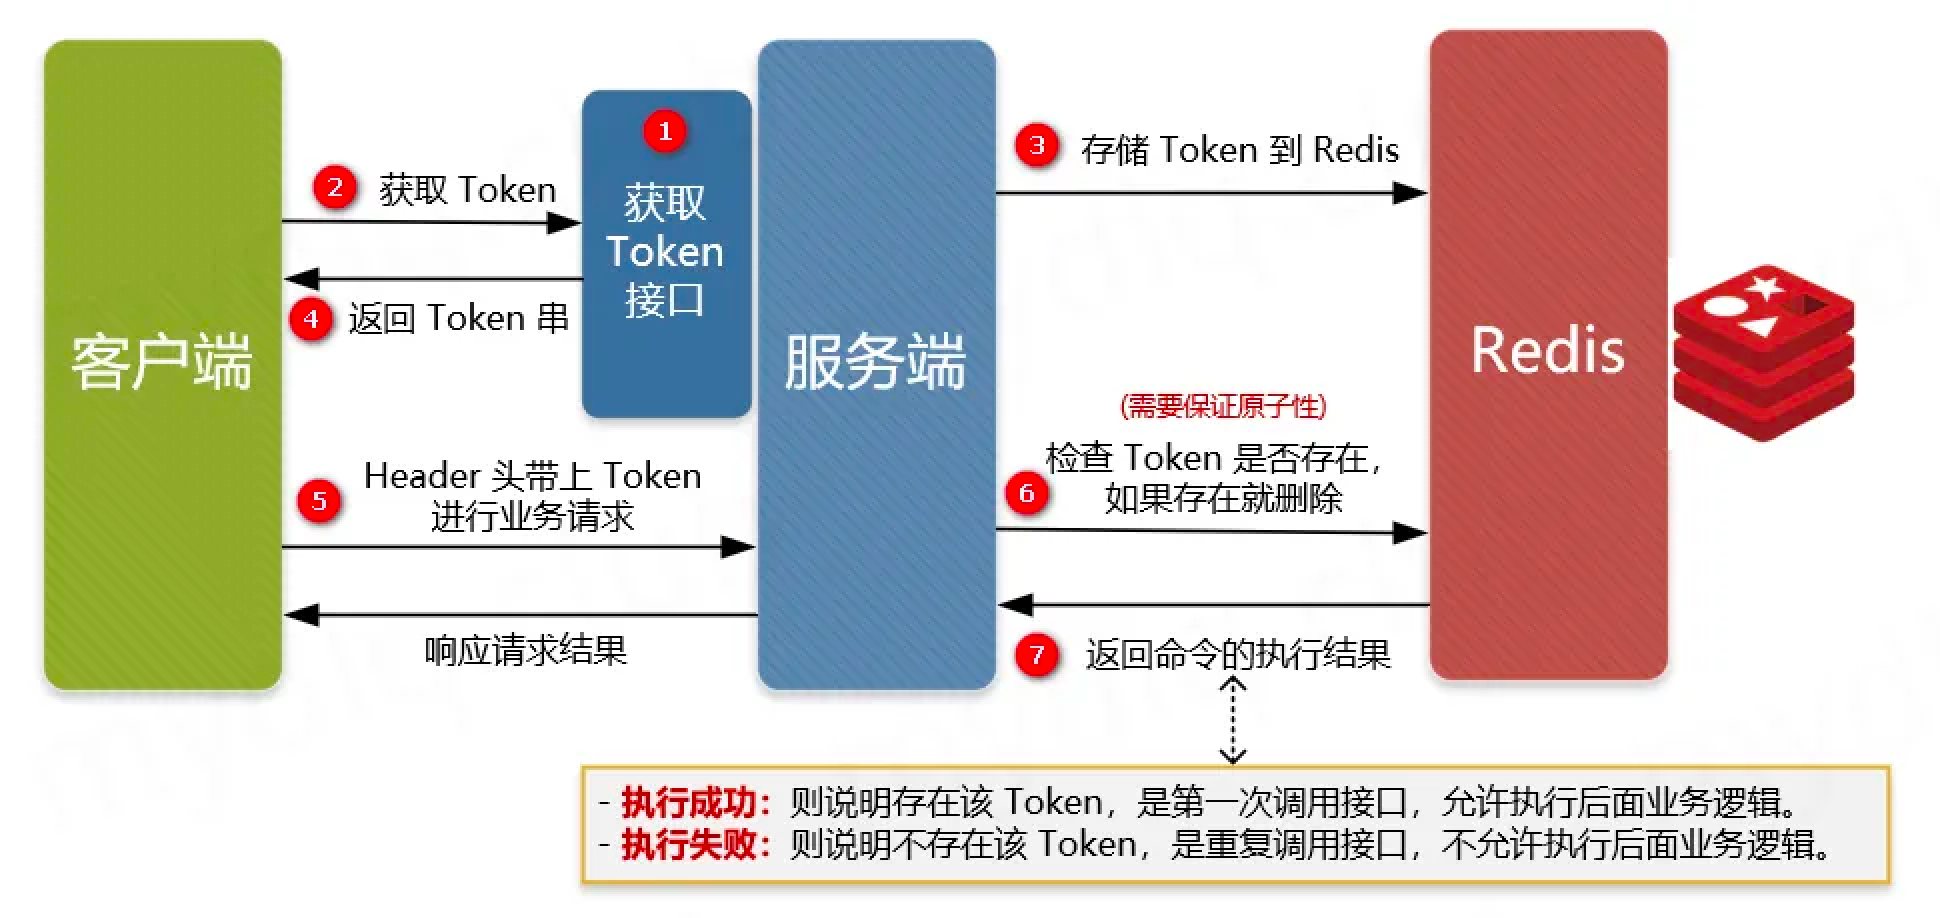 客户端
1
获取
Token
接口
服务端
Redis
2 获取 Token
3 存储 Token 到 Redis
4 返回 Token 串
5 Header 头带上 Token
进行业务请求
(需要保证原子性)
6 检查 Token 是否存在，
如果存在就删除
响应请求结果
7 返回命令的执行结果
- 执行成功：则说明存在该 Token，是第一次调用接口，允许执行后面业务逻辑。
- 执行失败：则说明不存在该 Token，是重复调用接口，不允许执行后面业务逻辑。